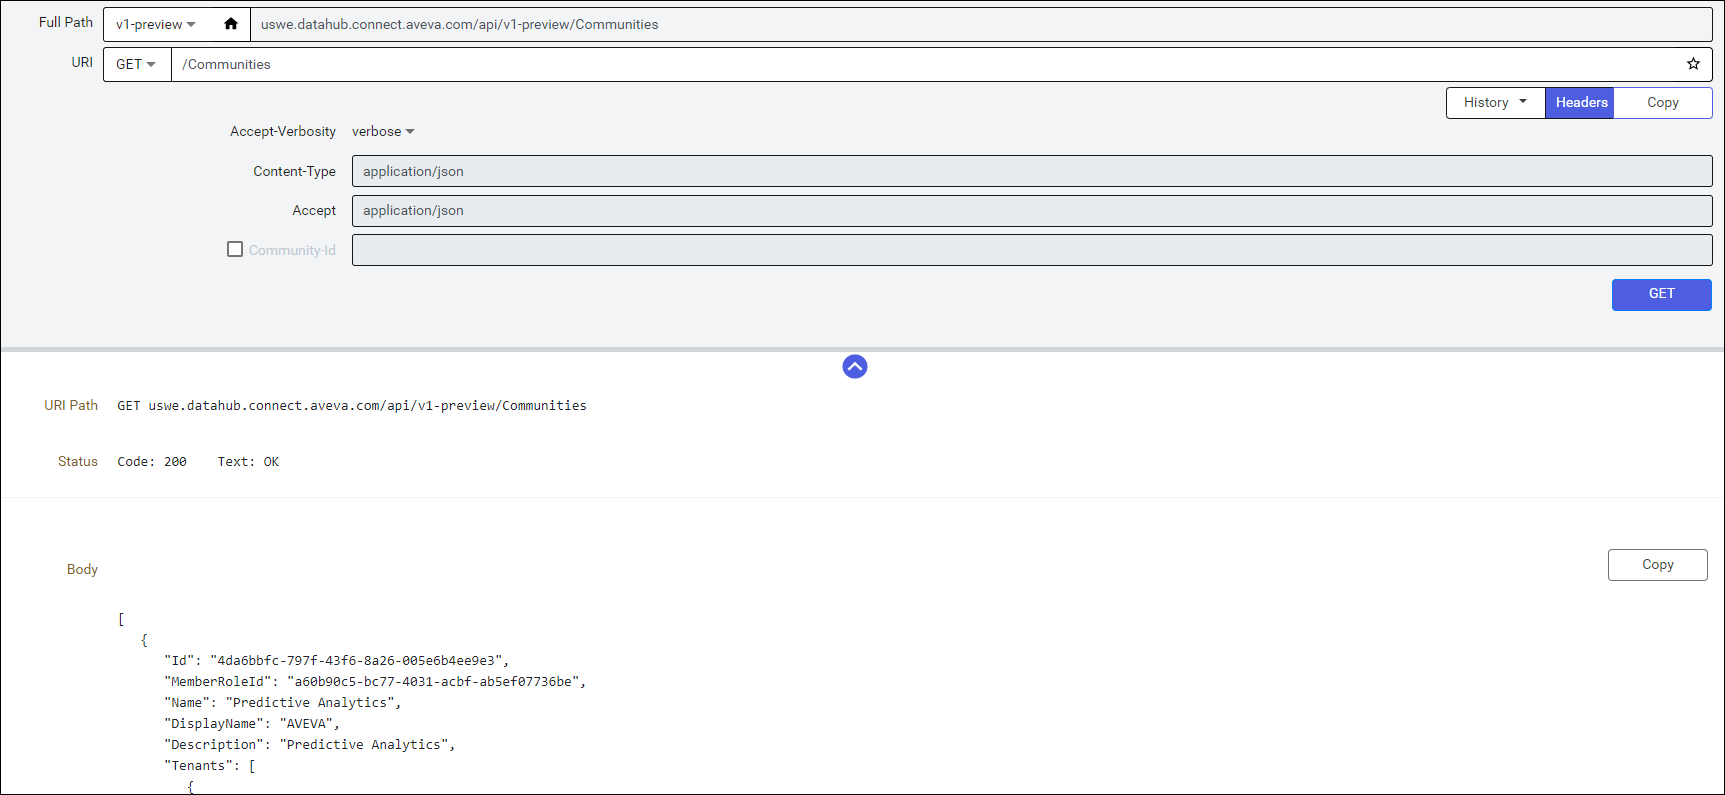 Full Path v1-preview uswe.datahub.connect.aveva.com/api/v1-preview/Communities
URI GET /Communities
History Headers Copy
Accept-Verbosity verbose
Content-Type application/json
Accept application/json
Community-Id
GET
URI Path GET uswe.datahub.connect.aveva.com/api/v1-preview/Communities
Status Code: 200 Text: OK
Body Copy
[
{
"Id": "4da6bbfc-797f-43f6-8a26-005e6b4ee9e3",
"MemberRoleId": "a60b90c5-bc77-4031-acbf-ab5ef07736be",
"Name": "Predictive Analytics",
"DisplayName": "AVEVA",
"Description": "Predictive Analytics",
"Tenants": [
{